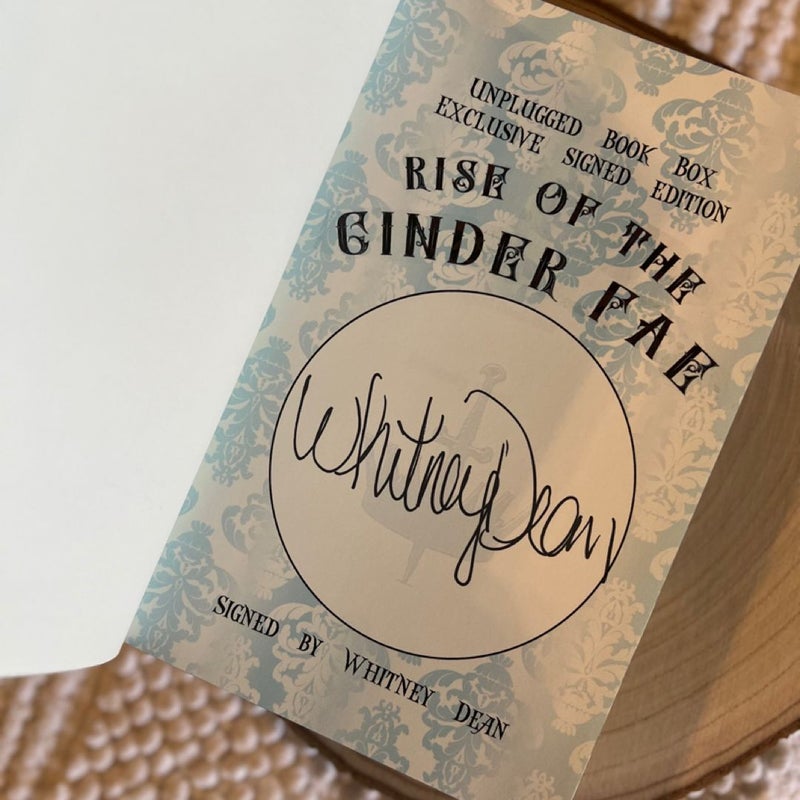 UNPLUGGED BOOK BOX
EXCLUSIVE SIGNED EDITION
RISE OF THE
CINDER FAE
Whitney Dean
SIGNED BY WHITNEY DEAN